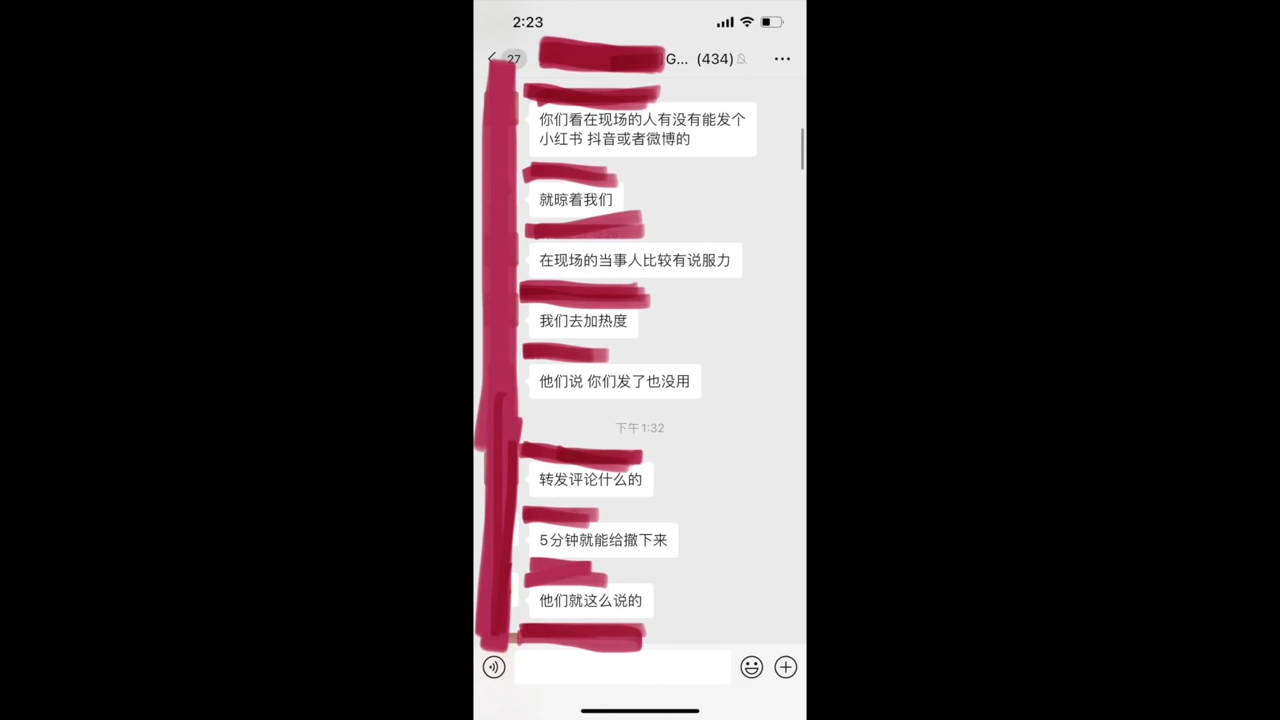 2:23
27
G... (434)
你们看在现场的人有没有能发个
小红书 抖音或者微博的
就晾着我们
在现场的当事人比较有说服力
我们去加热度
他们说 你们发了也没用
下午 1:32
转发评论什么的
5分钟就能给撤下来
他们就这么说的